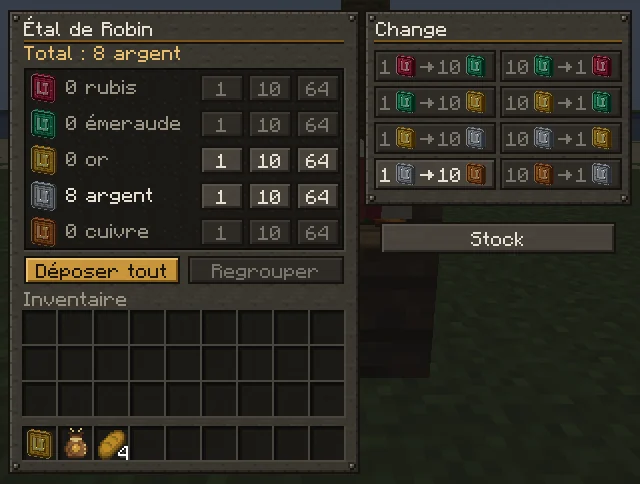 Étal de Robin
Total : 8 argent
0 rubis 1 10 64
0 émeraude 1 10 64
0 or 1 10 64
8 argent 1 10 64
0 cuivre 1 10 64
Déposer tout Regrouper
Inventaire
4
Change
1 →10 10 →1
1 →10 10 →1
1 →10 10 →1
1 →10 10 →1
Stock